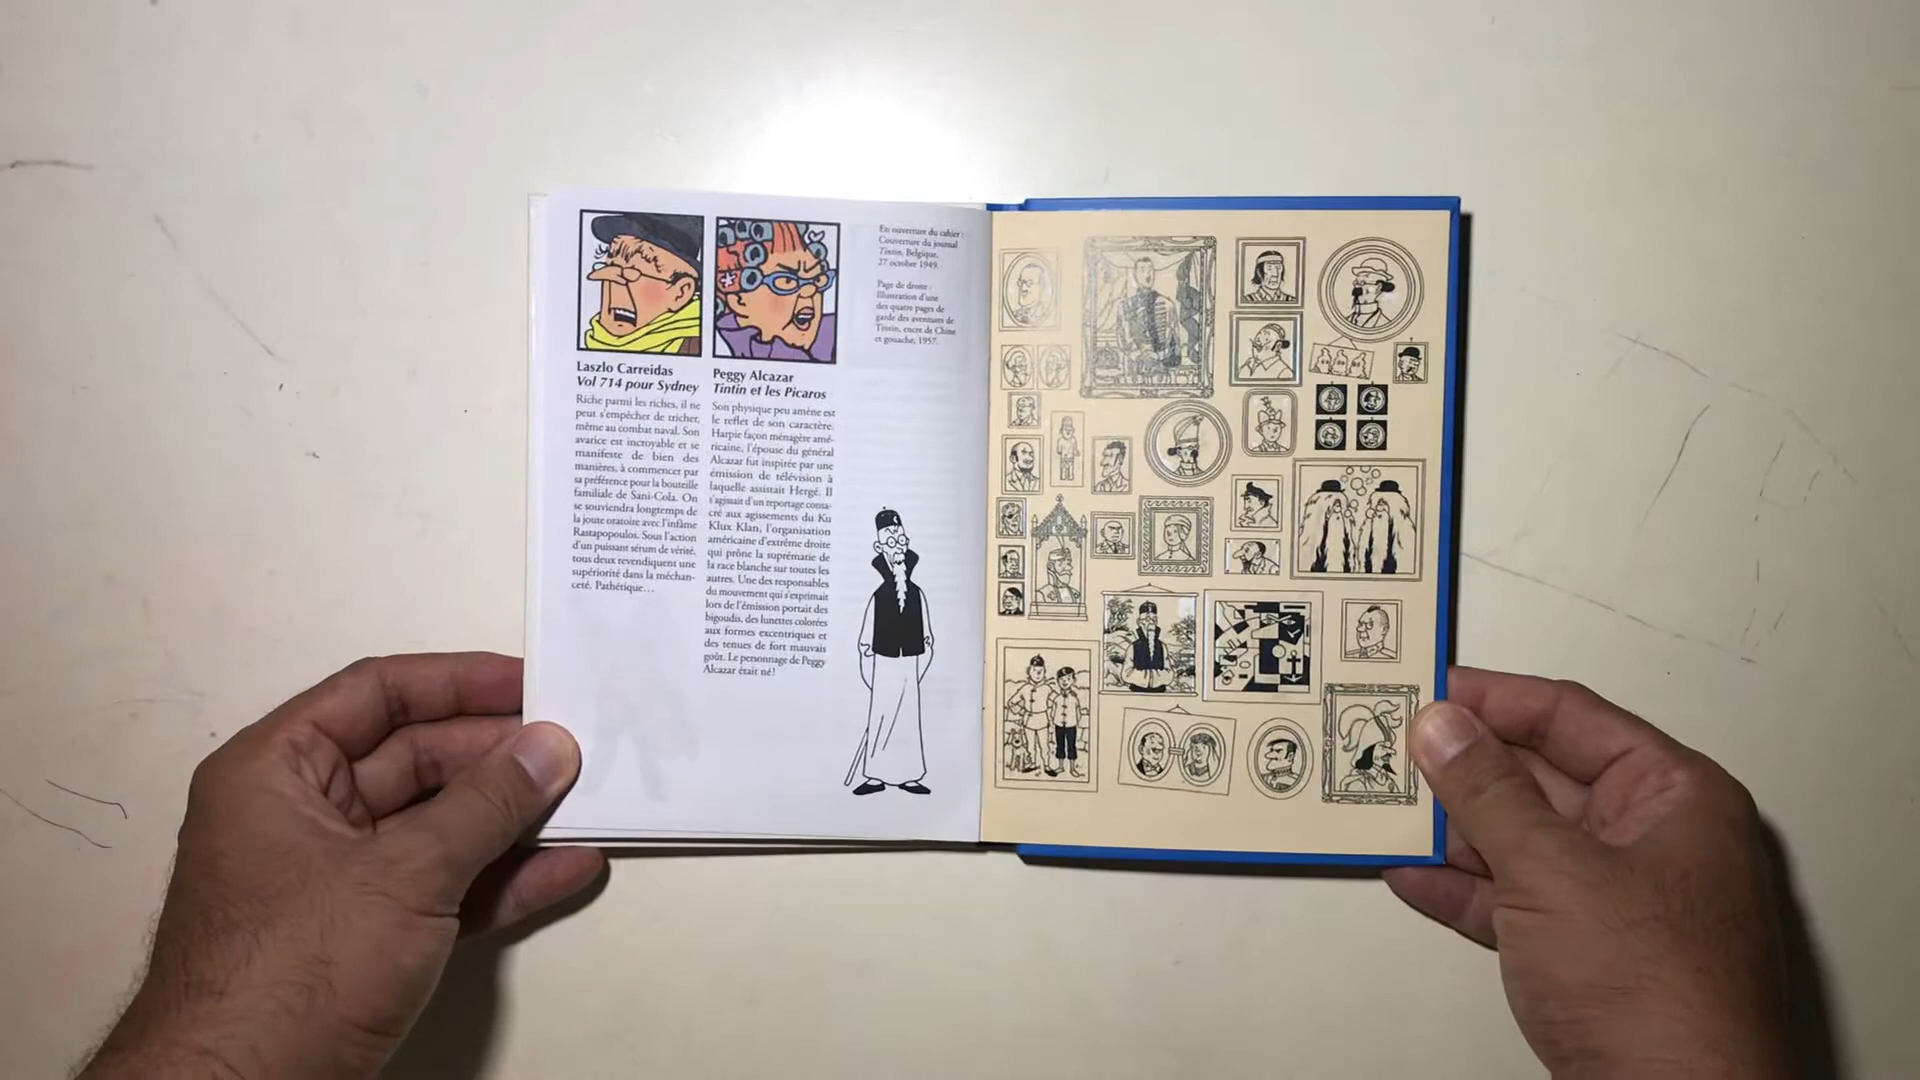 Laszlo Carreidas
Vol 714 pour Sydney
Riche parmi les riches, il ne
peut s'empêcher de tricher,
même au combat naval. Son
avarice est incroyable et se
manifeste de bien des
manières, à commencer par
sa préférence pour la bouteille
familiale de Sani-Cola. On
se souviendra longtemps de
la joute oratoire avec l'infâme
Rastapopoulos. Sous l'action
d'un puissant sérum de vérité,
tous deux revendiquent une
supériorité dans la méchan-
ceté. Pathétique…
Peggy Alcazar
Tintin et les Picaros
Son physique peu amène est
le reflet de son caractère.
Harpie façon ménagère amé-
ricaine, l'épouse du général
Alcazar fut inspirée par une
émission de télévision à
laquelle assistait Hergé. Il
s'agissait d'un reportage consa-
cré aux agissements du Ku
Klux Klan, l'organisation
américaine d'extrême droite
qui prône la suprématie de
la race blanche sur toutes les
autres. Une des responsables
du mouvement qui s'exprimait
lors de l'émission portait des
bigoudis, des lunettes colorées
aux formes excentriques et
des tenues de fort mauvais
goût. Le personnage de Peggy
Alcazar était né!
En ouverture du cahier :
Couverture du journal
Tintin, Belgique,
27 octobre 1949.
Page de droite :
Illustration d'une
des quatre pages de
garde des aventures de
Tintin, encre de Chine
et gouache, 1957.